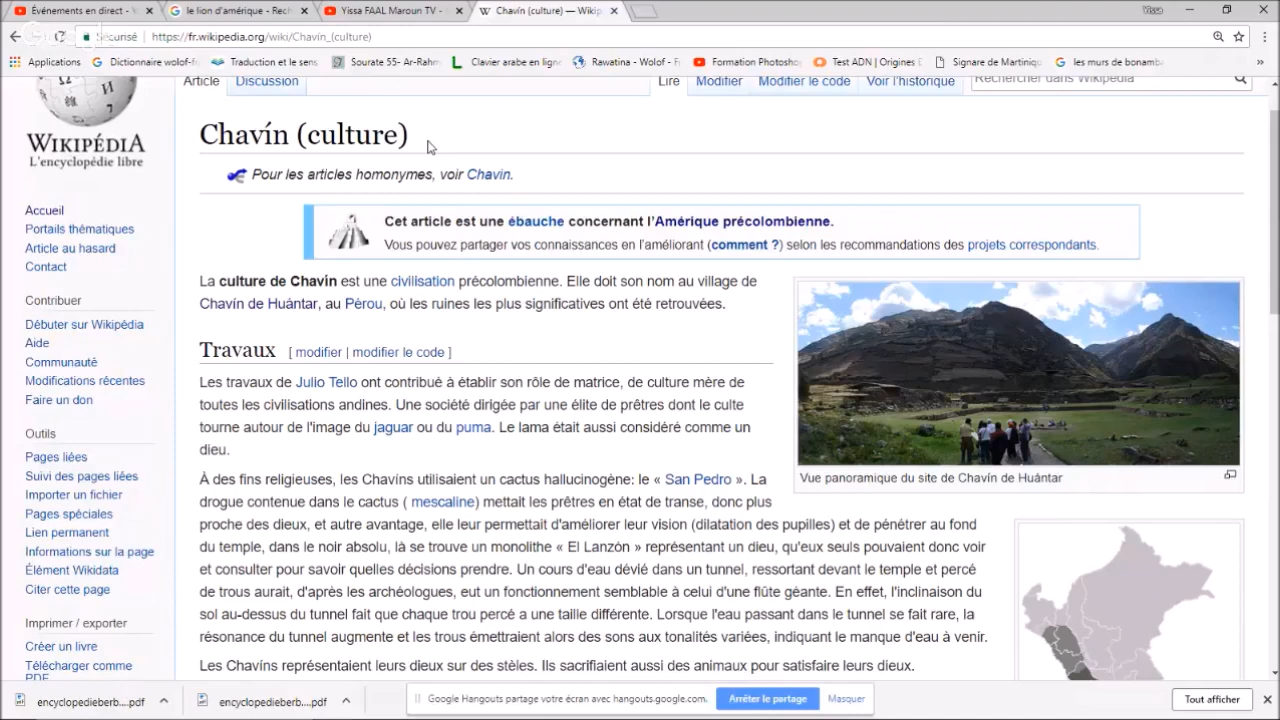 Événements en direct -
le lion d'amérique - Rech
Yissa FAAL Maroun TV -
Chavín (culture) — Wikip
Yissa
Sécurisé
https://fr.wikipedia.org/wiki/Chavín_(culture)
Applications
Dictionnaire wolof-fr
Traduction et le sens
Sourate 55- Ar-Rahm
Clavier arabe en ligne
Rawatina - Wolof - Fr
Formation Photoshop
Test ADN | Origines E
Signare de Martiniqu
les murs de bonamba
»
Article
Discussion
Lire
Modifier
Modifier le code
Voir l'historique
Rechercher dans Wikipédia
WIKIPÉDIA
L'encyclopédie libre
Accueil
Portails thématiques
Article au hasard
Contact
Contribuer
Débuter sur Wikipédia
Aide
Communauté
Modifications récentes
Faire un don
Outils
Pages liées
Suivi des pages liées
Importer un fichier
Pages spéciales
Lien permanent
Informations sur la page
Élément Wikidata
Citer cette page
Imprimer / exporter
Créer un livre
Télécharger comme
PDF
Chavín (culture)
Pour les articles homonymes, voir Chavin.
Cet article est une ébauche concernant l'Amérique précolombienne.
Vous pouvez partager vos connaissances en l'améliorant (comment ?) selon les recommandations des projets correspondants.
La culture de Chavín est une civilisation précolombienne. Elle doit son nom au village de
Chavín de Huántar, au Pérou, où les ruines les plus significatives ont été retrouvées.
Travaux [ modifier | modifier le code ]
Les travaux de Julio Tello ont contribué à établir son rôle de matrice, de culture mère de
toutes les civilisations andines. Une société dirigée par une élite de prêtres dont le culte
tourne autour de l'image du jaguar ou du puma. Le lama était aussi considéré comme un
dieu.
À des fins religieuses, les Chavíns utilisaient un cactus hallucinogène: le « San Pedro ». La
drogue contenue dans le cactus ( mescaline) mettait les prêtres en état de transe, donc plus
proche des dieux, et autre avantage, elle leur permettait d'améliorer leur vision (dilatation des pupilles) et de pénétrer au fond
du temple, dans le noir absolu, là se trouve un monolithe « El Lanzón » représentant un dieu, qu'eux seuls pouvaient donc voir
et consulter pour savoir quelles décisions prendre. Un cours d'eau dévié dans un tunnel, ressortant devant le temple et percé
de trous aurait, d'après les archéologues, eut un fonctionnement semblable à celui d'une flûte géante. En effet, l'inclinaison du
sol au-dessus du tunnel fait que chaque trou percé a une taille différente. Lorsque l'eau passant dans le tunnel se fait rare, la
résonance du tunnel augmente et les trous émettraient alors des sons aux tonalités variées, indiquant le manque d'eau à venir.
Les Chavíns représentaient leurs dieux sur des stèles. Ils sacrifiaient aussi des animaux pour satisfaire leurs dieux.
Vue panoramique du site de Chavín de Huántar
encyclopedieberb....pdf
encyclopedieberb....pdf
Google Hangouts partage votre écran avec hangouts.google.com.
Arrêter le partage
Masquer
Tout afficher